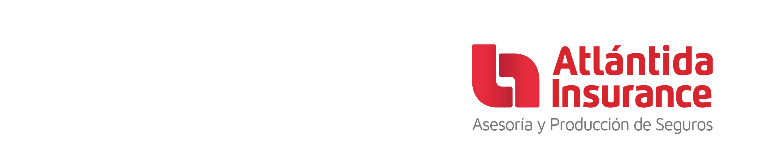 Atlántida
Insurance
Asesoría y Producción de Seguros